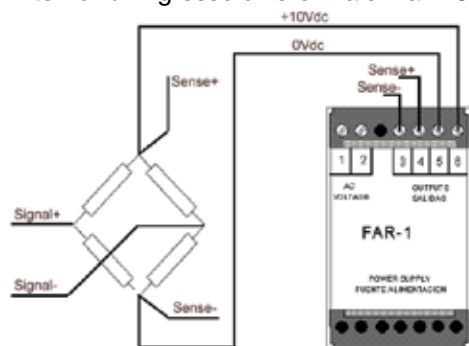 +10Vdc
0Vdc
Sense+
Sense-
Sense+
1 2 3 4 5 6
AC
VOLTAGE
OUTPUTS
SALIDAS
Signal+
FAR-1
Signal-
POWER SUPPLY
FUENTE ALIMENTACION
Sense-